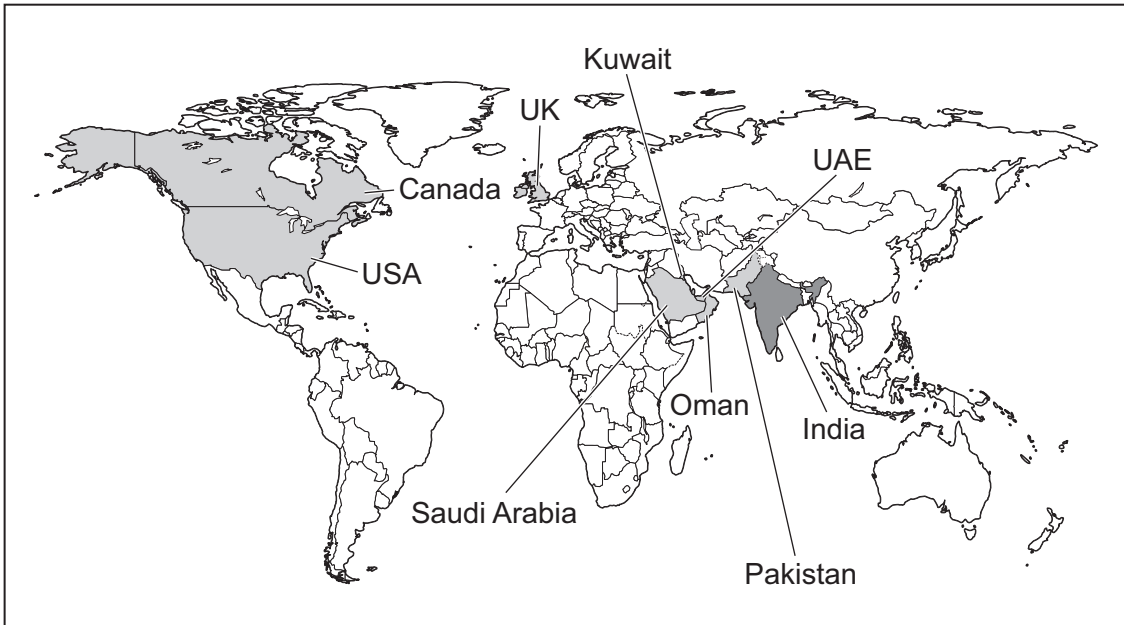 Kuwait
UK
UAE
Canada
USA
Oman
India
Saudi Arabia
Pakistan